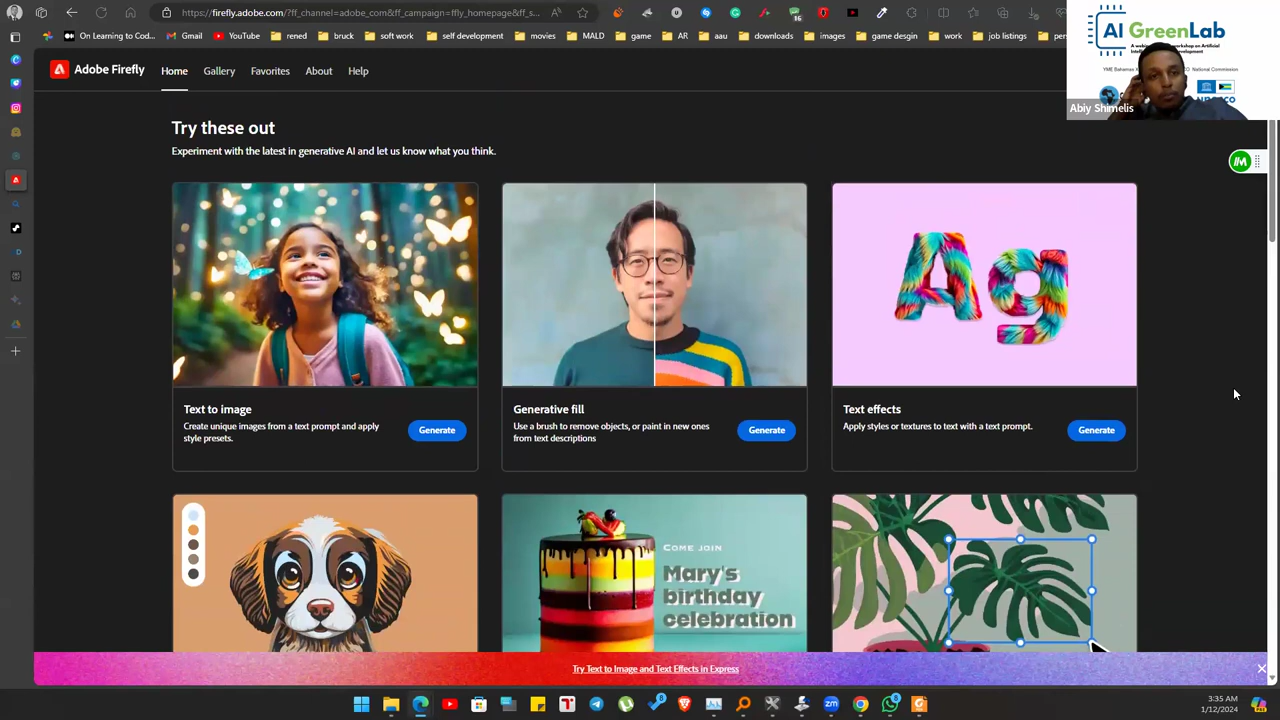 https://firefly.adobe.com/?ff_channel=adobe_com&ff_campaign=ffly_homepage&ff_s...
On Learning to Cod...
Gmail
YouTube
rend
bruck
social
game development
movies
MALD
game
AR
aau
downloads
images
game design
work
job listings
AI GreenLab
National Commission
Abiy Shimelis
Adobe Firefly
Home
Gallery
Favorites
About
Help
Try these out
Experiment with the latest in generative AI and let us know what you think.
Ag
Text to image
Create unique images from a text prompt and apply
style presets.
Generate
Generative fill
Use a brush to remove objects, or paint in new ones
from text descriptions
Generate
Text effects
Apply styles or textures to text with a text prompt.
Generate
COME JOIN
Mary's
birthday
celebration
Try Text to Image and Text Effects in Express
3:35 AM
1/12/2024